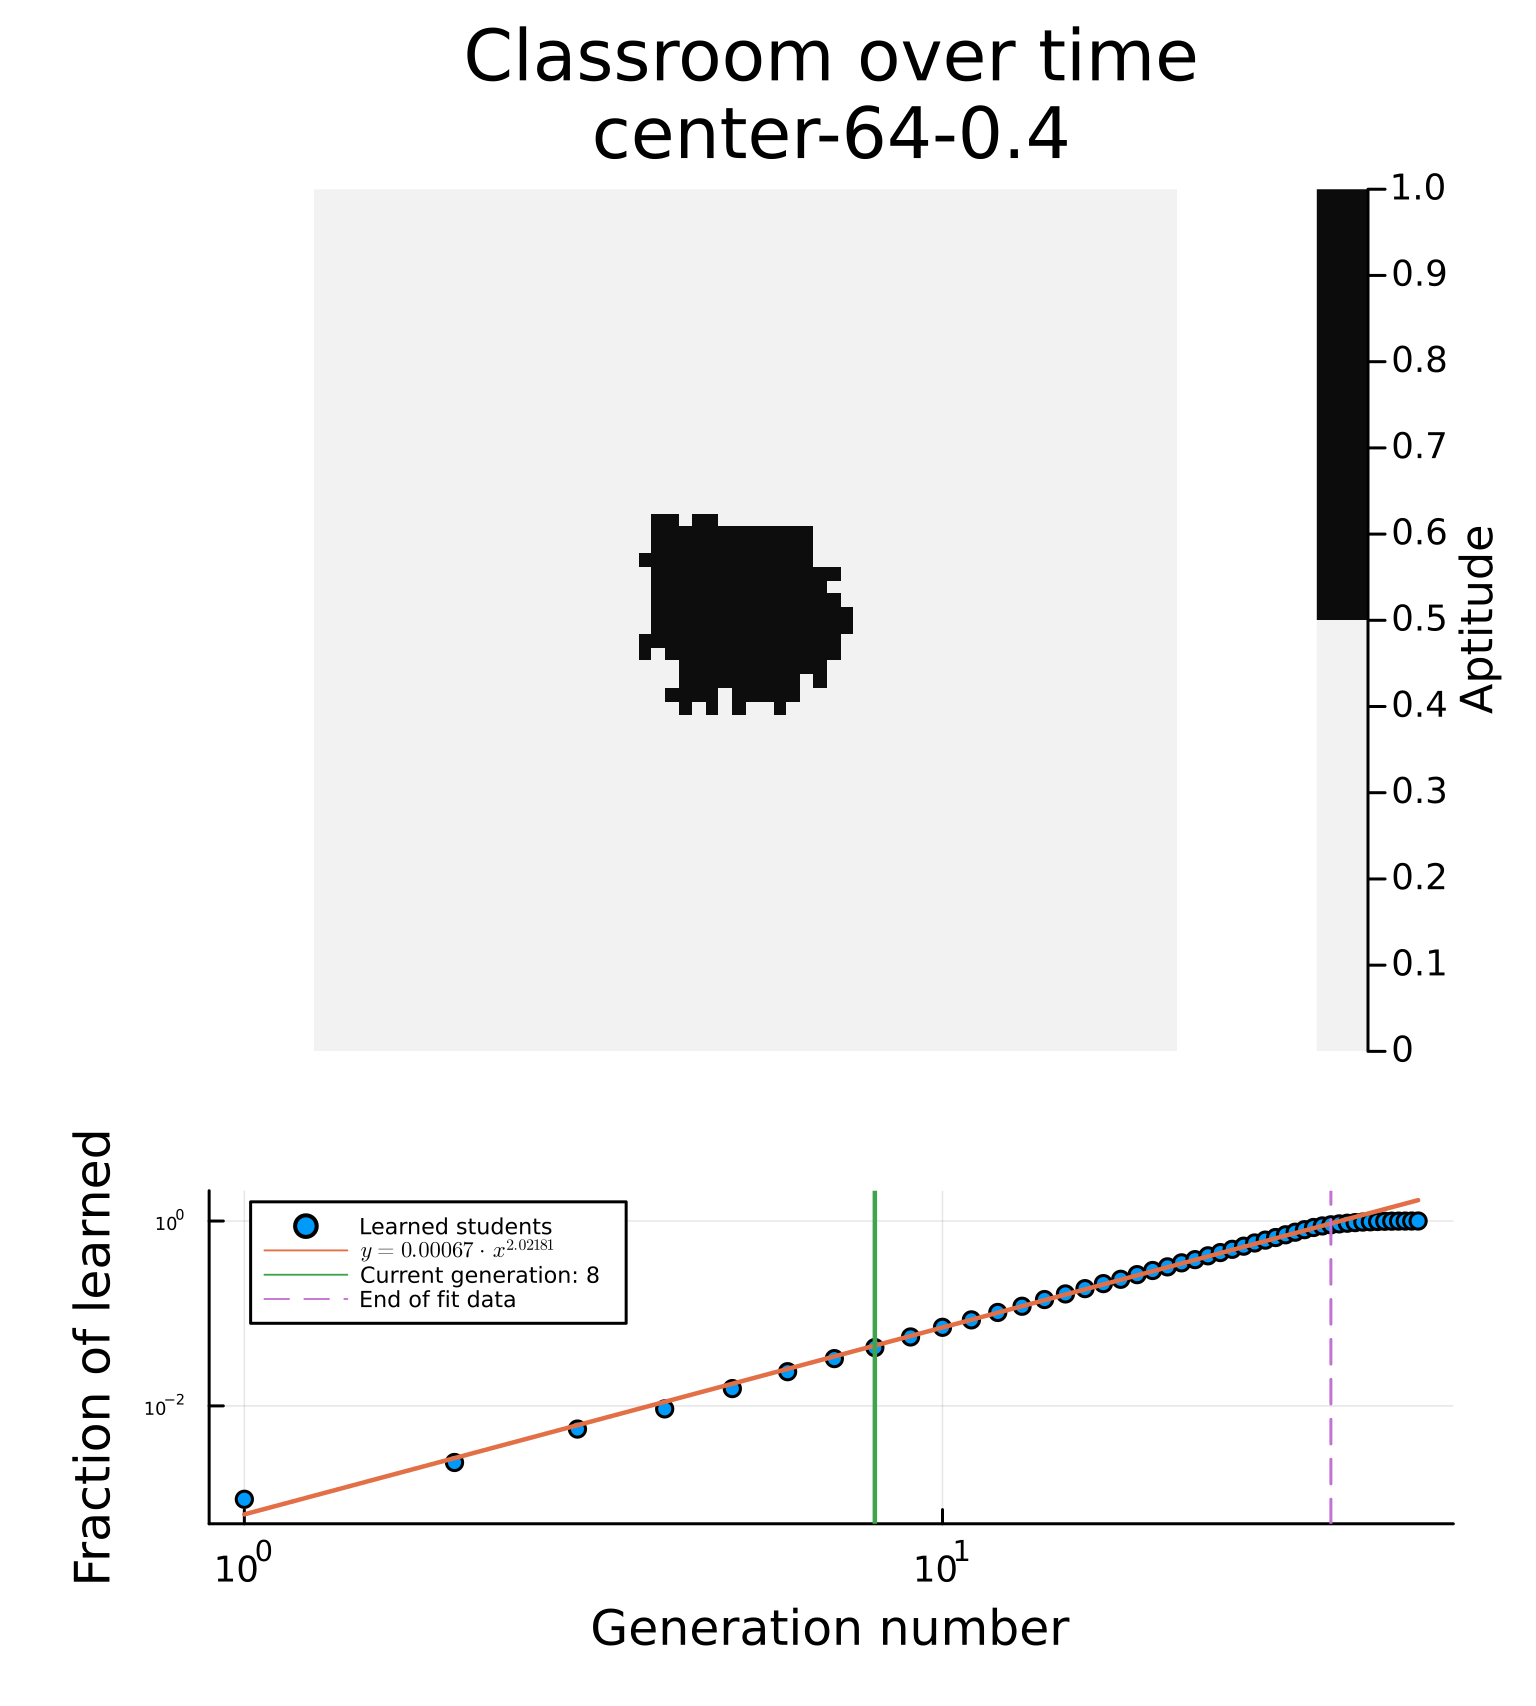 Classroom over time
center-64-0.4
1.0
0.9
0.8
0.7
0.6
0.5
0.4
0.3
0.2
0.1
0
Aptitude
Fraction of learned
10^0
10^-2
Learned students
y = 0.00067 · x^2.02181
Current generation: 8
End of fit data
10^0
10^1
Generation number